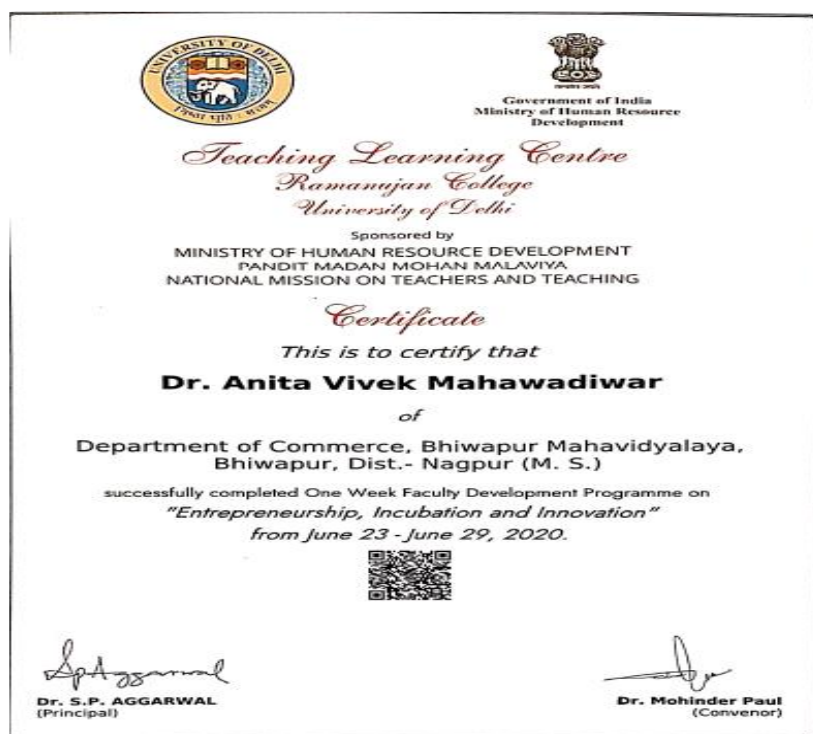 UNIVERSITY OF DELHI
Government of India
Ministry of Human Resource
Development
Teaching Learning Centre
Ramanujan College
University of Delhi
Sponsored by
MINISTRY OF HUMAN RESOURCE DEVELOPMENT
PANDIT MADAN MOHAN MALAVIYA
NATIONAL MISSION ON TEACHERS AND TEACHING
Certificate
This is to certify that
Dr. Anita Vivek Mahawadiwar
of
Department of Commerce, Bhiwapur Mahavidyalaya,
Bhiwapur, Dist.- Nagpur (M. S.)
successfully completed One Week Faculty Development Programme on
"Entrepreneurship, Incubation and Innovation"
from June 23 - June 29, 2020.
SpAggarwal
Dr. S.P. AGGARWAL
(Principal)
Dr. Mohinder Paul
(Convenor)